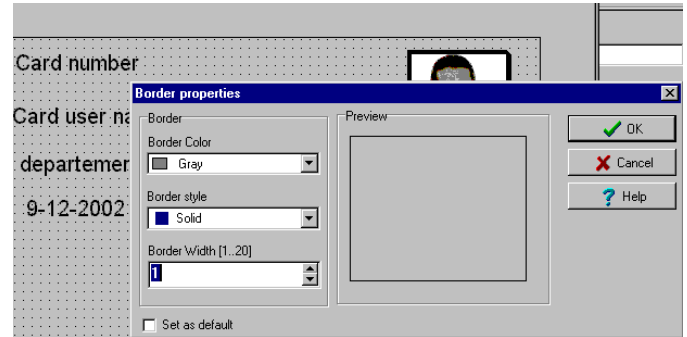 Card number
Border properties
Card user na
Border
Preview
OK
Border Color
Gray
Cancel
departemer
Border style
Help
9-12-2002
Solid
Border Width [1..20]
1
Set as default